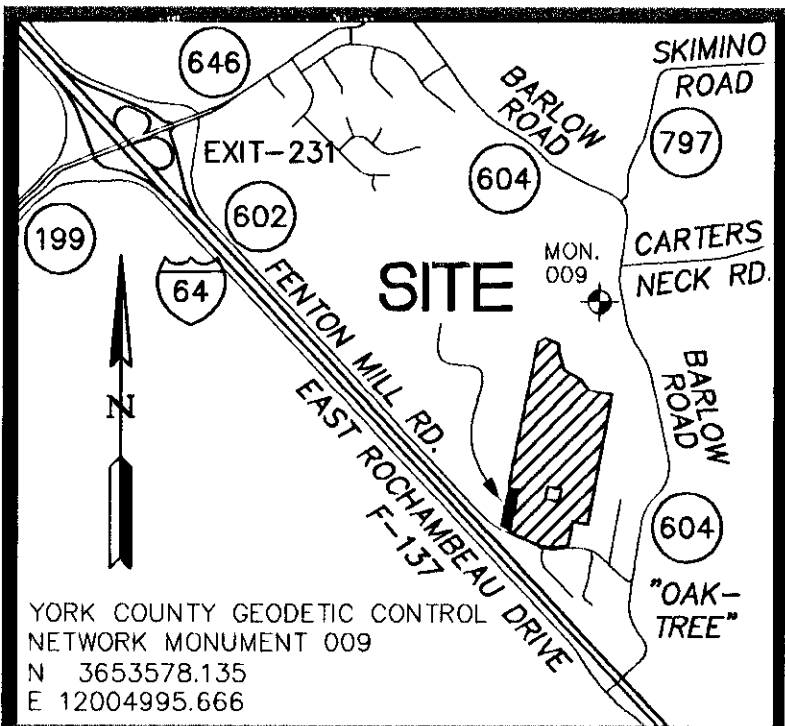 646
SKIMINO
ROAD
BARLOW
ROAD
797
EXIT-231
604
602
199
CARTERS
NECK RD.
MON.
009
64
SITE
FENTON MILL RD.
EAST ROCHAMBEAU DRIVE
F-137
BARLOW
ROAD
N
604
"OAK-
TREE"
YORK COUNTY GEODETIC CONTROL
NETWORK MONUMENT 009
N 3653578.135
E 12004995.666